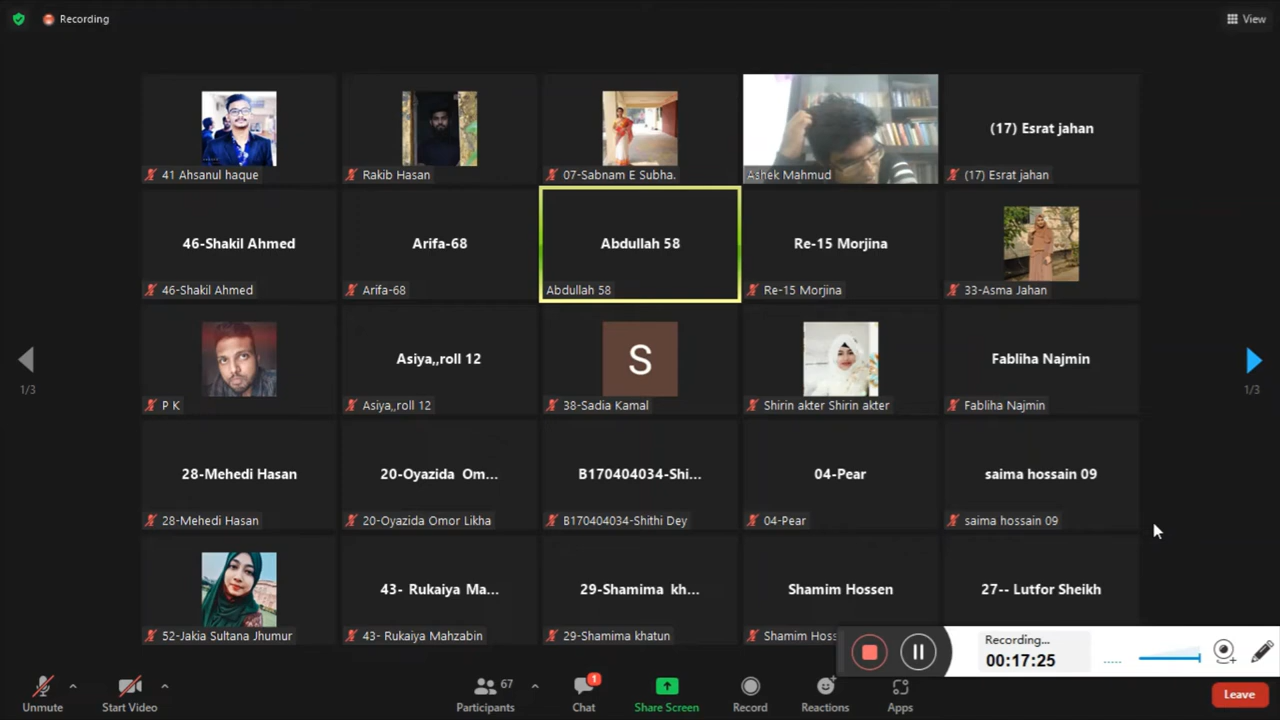 Recording
View
41 Ahsanul haque
Rakib Hasan
07-Sabnam E Subha.
Ashek Mahmud
(17) Esrat jahan
(17) Esrat jahan
46-Shakil Ahmed
46-Shakil Ahmed
Arifa-68
Arifa-68
Abdullah 58
Abdullah 58
Re-15 Morjina
Re-15 Morjina
33-Asma Jahan
P K
Asiya,,roll 12
Asiya,,roll 12
S
38-Sadia Kamal
Shirin akter Shirin akter
Fabliha Najmin
Fabliha Najmin
1/3
1/3
28-Mehedi Hasan
28-Mehedi Hasan
20-Oyazida Om...
20-Oyazida Omor Likha
B170404034-Shi...
B170404034-Shithi Dey
04-Pear
04-Pear
saima hossain 09
saima hossain 09
52-Jakia Sultana Jhumur
43- Rukaiya Ma...
43- Rukaiya Mahzabin
29-Shamima kh...
29-Shamima khatun
Shamim Hossen
Shamim Hoss
27-- Lutfor Sheikh
Recording...
00:17:25
Unmute
Start Video
67
Participants
1
Chat
Share Screen
Record
Reactions
Apps
Leave